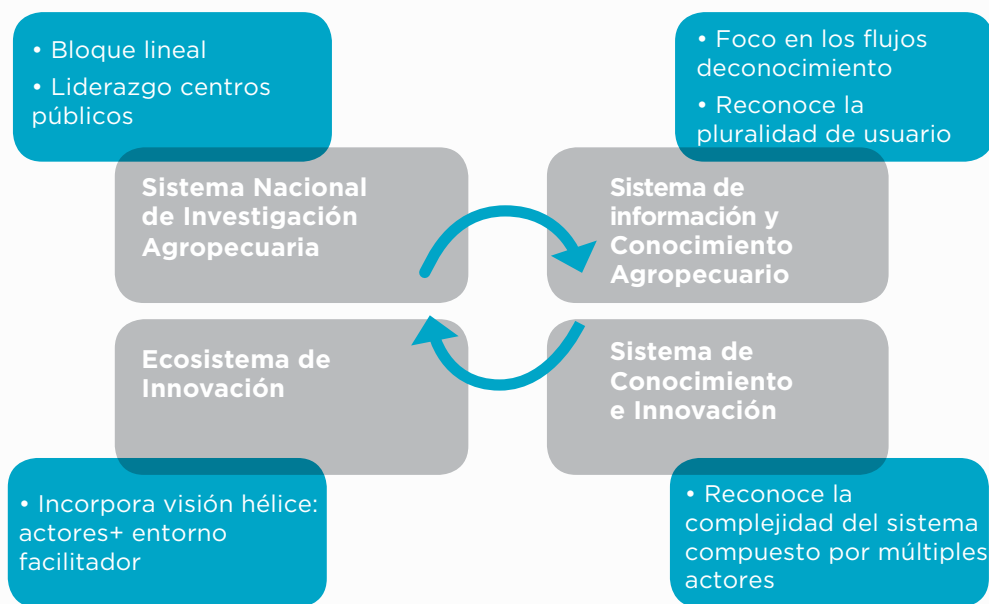 • Bloque lineal
• Liderazgo centros
públicos
• Foco en los flujos
deconocimiento
• Reconoce la
pluralidad de usuario
Sistema Nacional
de Investigación
Agropecuaria
Sistema de
información y
Conocimiento
Agropecuario
Ecosistema de
Innovación
Sistema de
Conocimiento
e Innovación
• Incorpora visión hélice:
actores+ entorno
facilitador
• Reconoce la
complejidad del sistema
compuesto por múltiples
actores